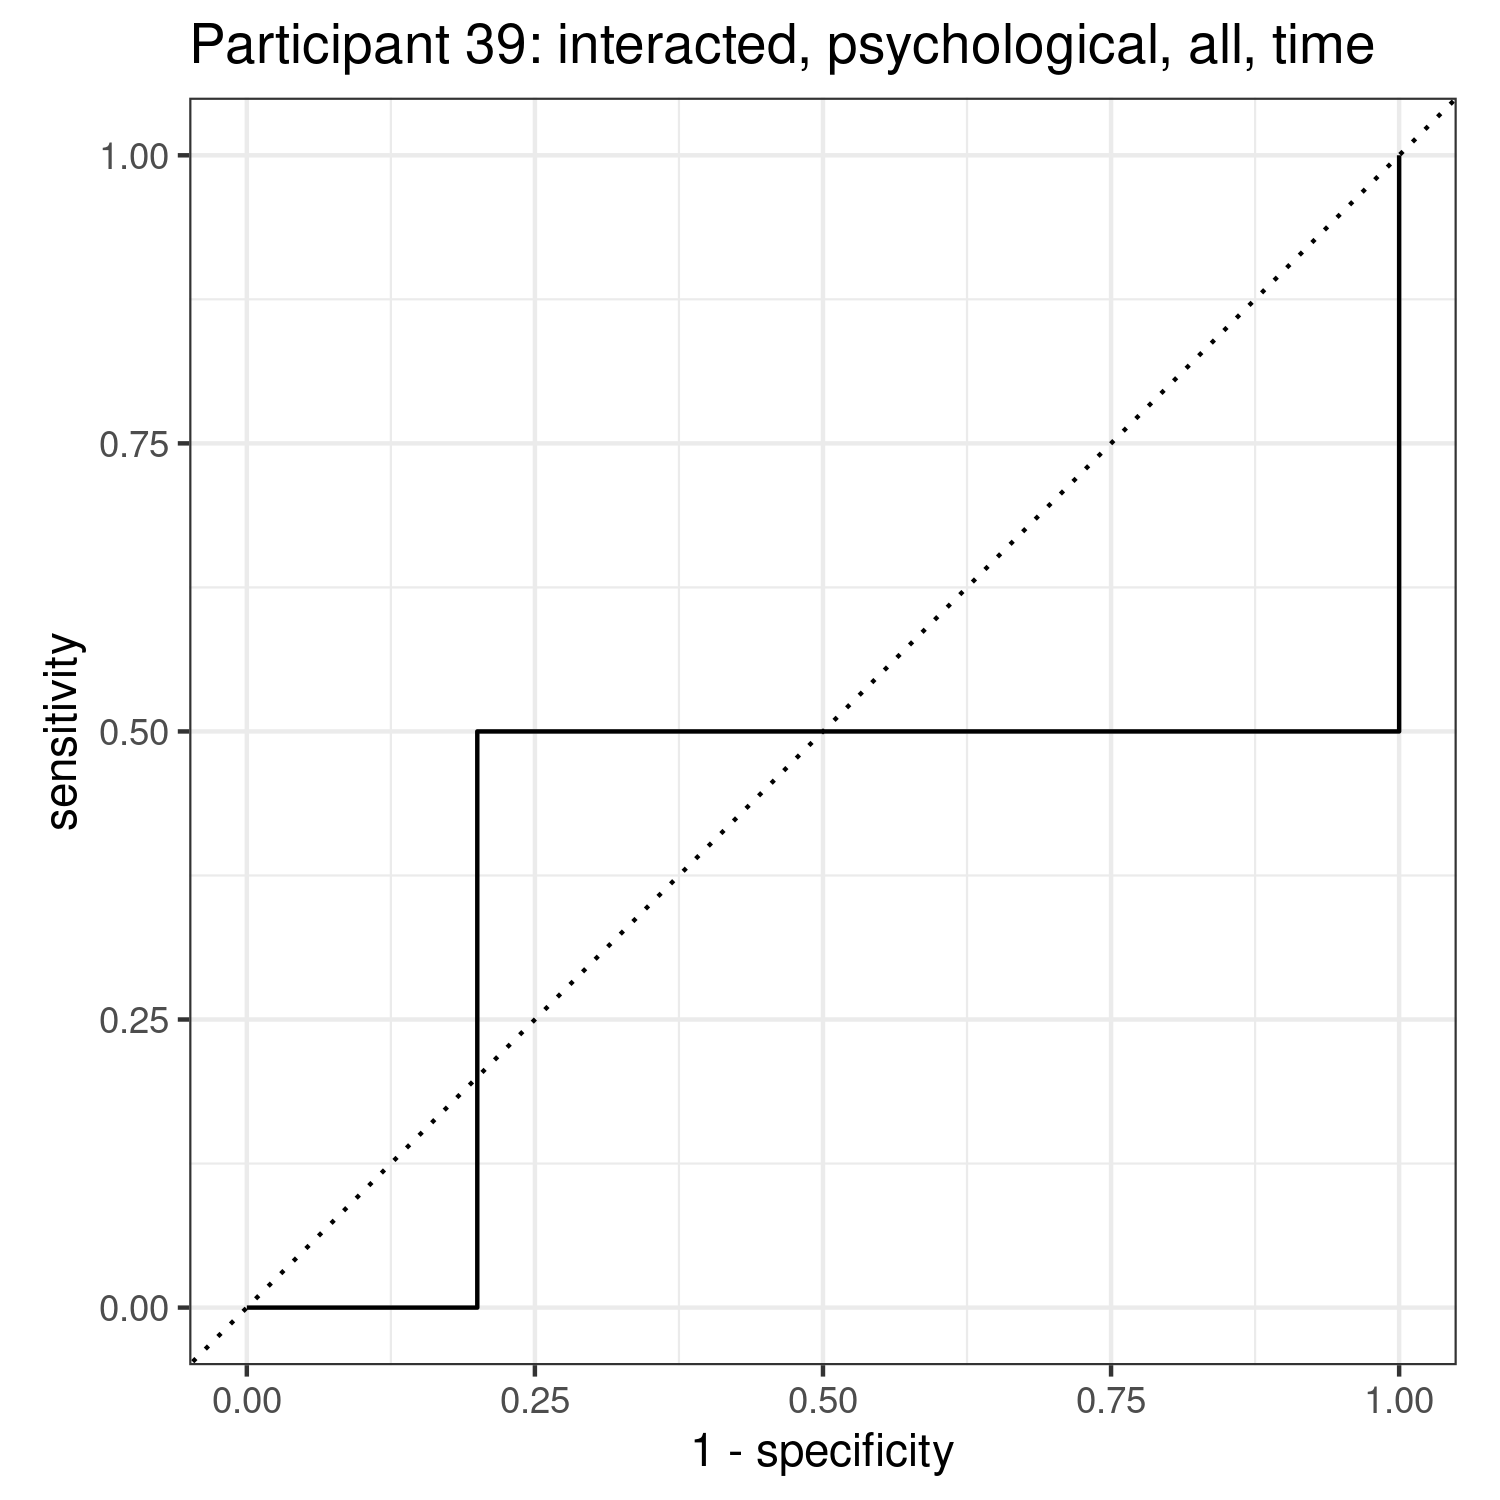 Participant 39: interacted, psychological, all, time
1.00
0.75
0.50
0.25
0.00
sensitivity
0.00 0.25 0.50 0.75 1.00
1 - specificity